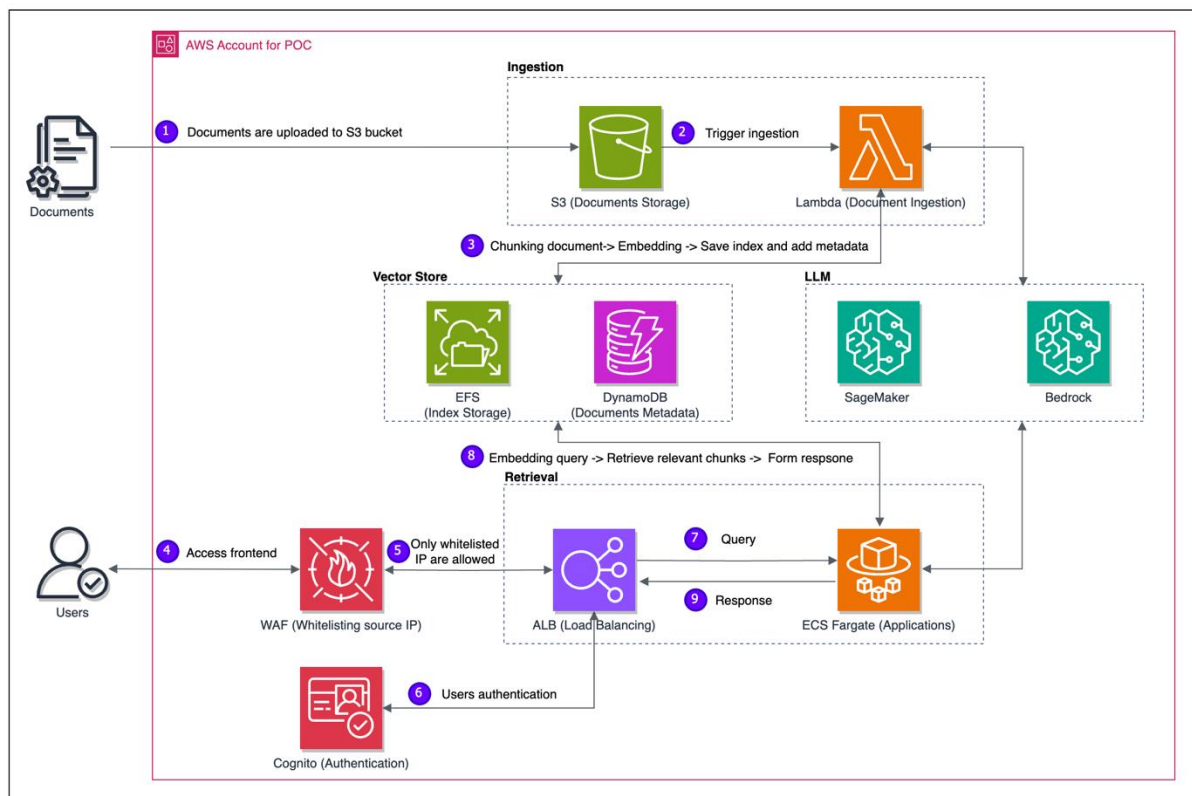 AWS Account for POC
Ingestion
1 Documents are uploaded to S3 bucket
2 Trigger ingestion
Documents
S3 (Documents Storage)
Lambda (Document Ingestion)
3 Chunking document-> Embedding -> Save index and add metadata
Vector Store
LLM
EFS
(Index Storage)
DynamoDB
(Documents Metadata)
SageMaker
Bedrock
8 Embedding query -> Retrieve relevant chunks -> Form respsone
Retrieval
4 Access frontend
5 Only whitelisted
IP are allowed
7 Query
9 Response
Users
WAF (Whitelisting source IP)
ALB (Load Balancing)
ECS Fargate (Applications)
6 Users authentication
Cognito (Authentication)